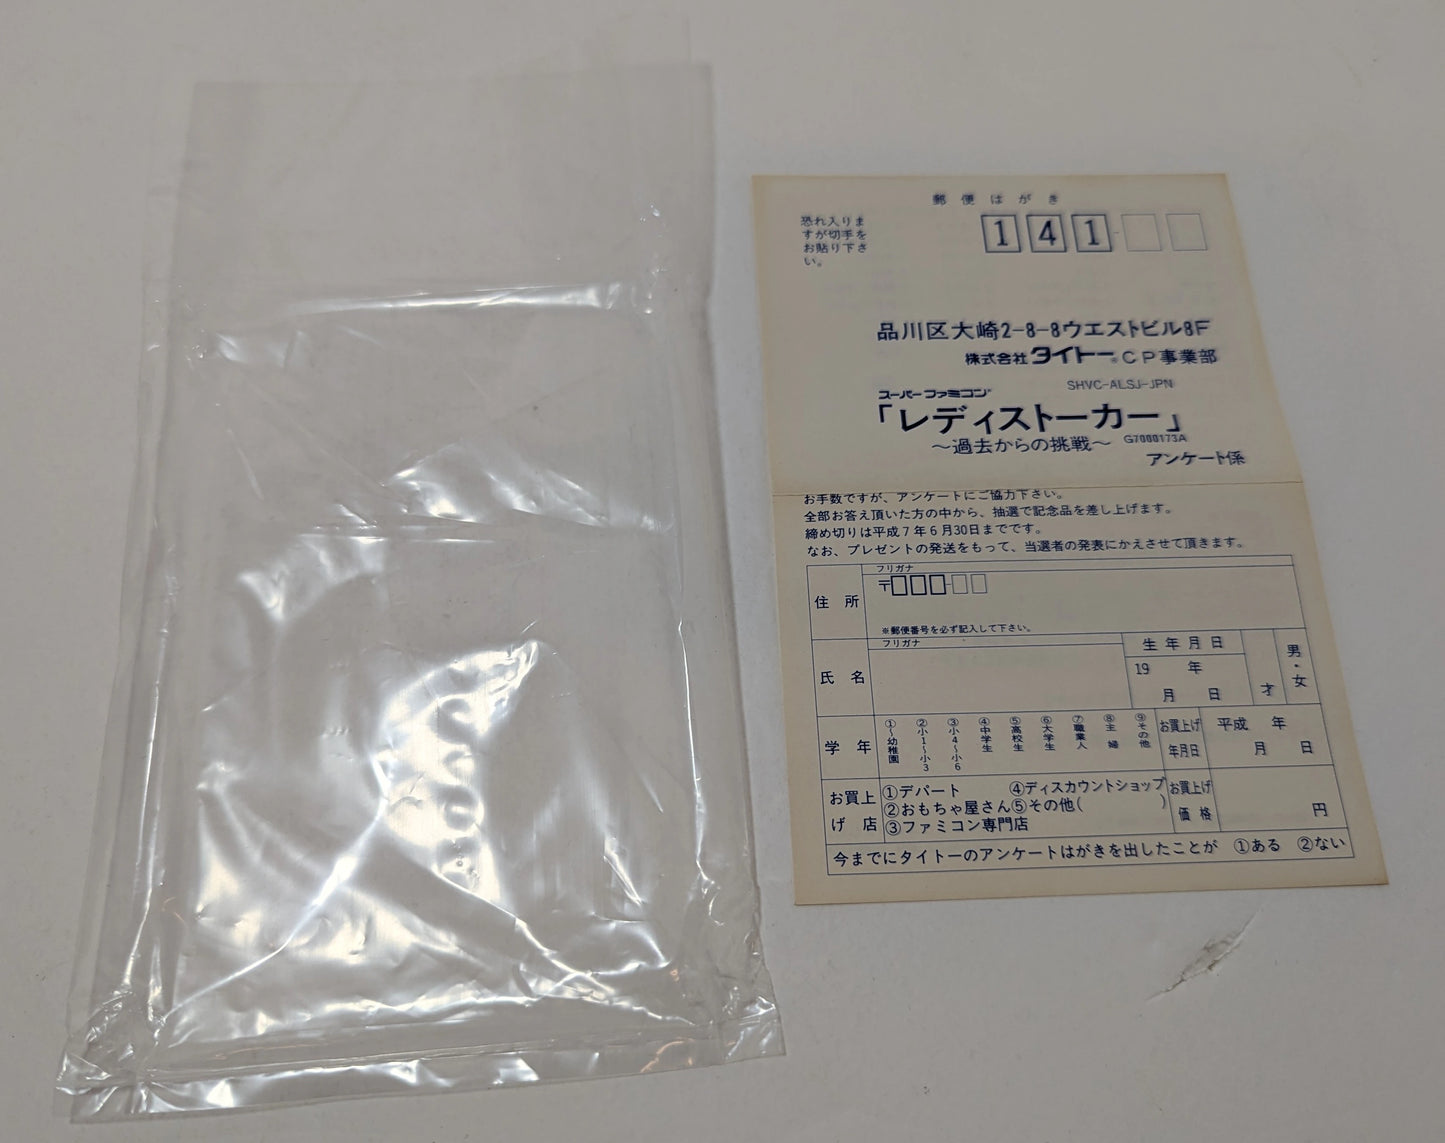 郵便はがき
恐れ入りま
すが切手を
お貼り下さ
い。
141-
品川区大崎2-8-8ウエストビル8F
株式会社タイトー®CP事業部
スーパーファミコン®
SHVC-ALSJ-JPN
「レディストーカー」
～過去からの挑戦～
G7000173A
アンケート係
お手数ですが、アンケートにご協力下さい。
全部お答え頂いた方の中から、抽選で記念品を差し上げます。
締め切りは平成7年6月30日までです。
なお、プレゼントの発送をもって、当選者の発表にかえさせて頂きます。
住所
フリガナ
〒
※郵便番号を必ず記入して下さい。
氏名
フリガナ
生年月日
19 年
月 日
才
男・女
学年
①～幼稚園
②小1～小3
③小4～小6
④中学生
⑤高校生
⑥大学生
⑦職業人
⑧主婦
⑨その他
お買上げ
年月日
平成 年
月 日
お買上
げ店
①デパート ④ディスカウントショップ
②おもちゃ屋さん⑤その他( )
③ファミコン専門店
お買上げ
価格
円
今までにタイトーのアンケートはがきを出したことが ①ある ②ない